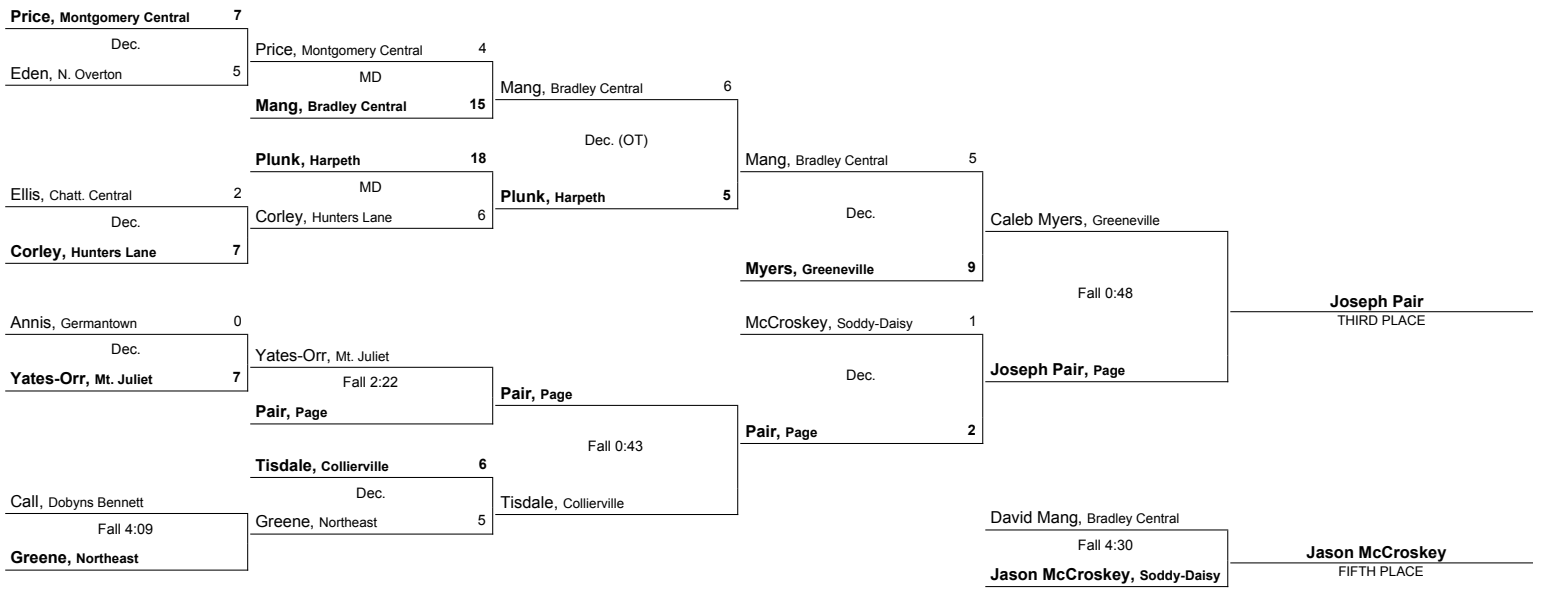 Price, Montgomery Central 7
Dec.
Eden, N. Overton 5
Ellis, Chatt. Central 2
Dec.
Corley, Hunters Lane 7
Annis, Germantown 0
Dec.
Yates-Orr, Mt. Juliet 7
Call, Dobyns Bennett
Fall 4:09
Greene, Northeast
Price, Montgomery Central 4
MD
Mang, Bradley Central 15
Plunk, Harpeth 18
MD
Corley, Hunters Lane 6
Yates-Orr, Mt. Juliet
Fall 2:22
Pair, Page
Tisdale, Collierville 6
Dec.
Greene, Northeast 5
Mang, Bradley Central 6
Dec. (OT)
Plunk, Harpeth 5
Pair, Page
Fall 0:43
Tisdale, Collierville
Mang, Bradley Central 5
Dec.
Myers, Greeneville 9
McCroskey, Soddy-Daisy 1
Dec.
Pair, Page 2
Caleb Myers, Greeneville
Fall 0:48
Joseph Pair, Page
Joseph Pair
THIRD PLACE
David Mang, Bradley Central
Fall 4:30
Jason McCroskey, Soddy-Daisy
Jason McCroskey
FIFTH PLACE